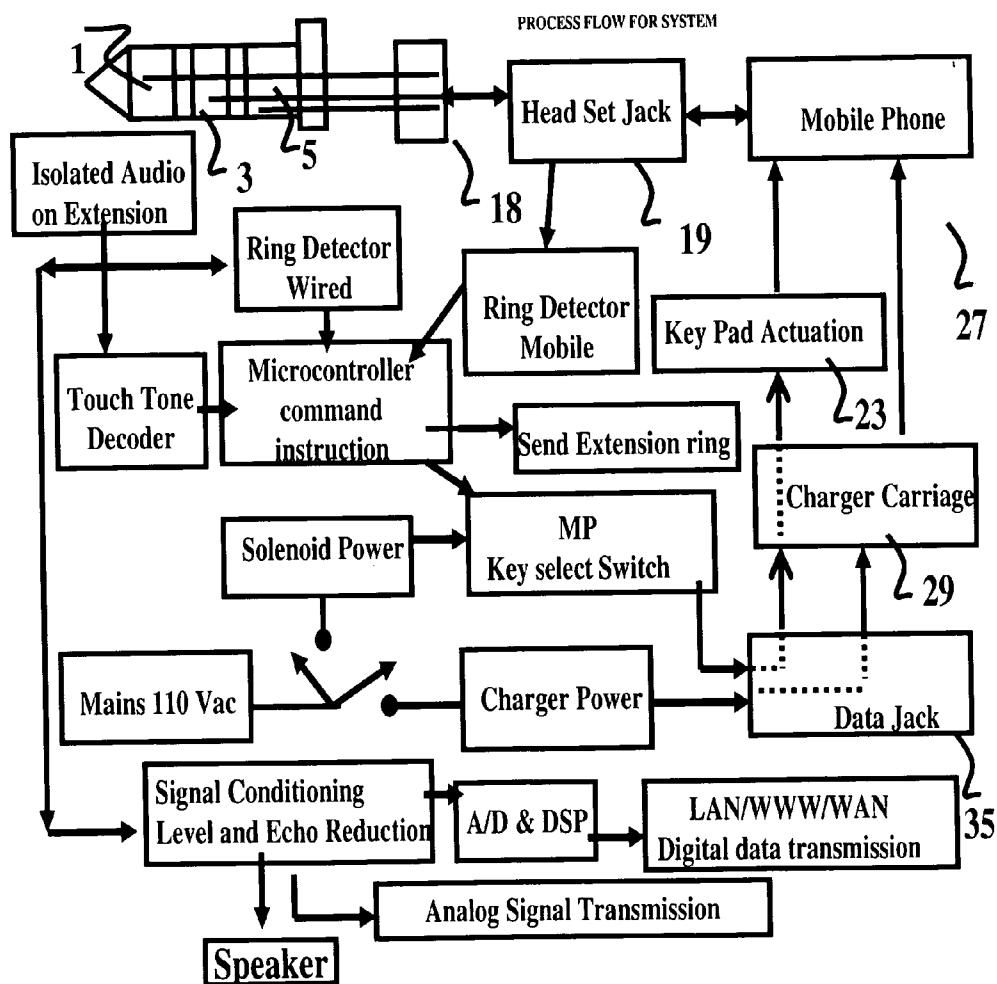 PROCESS FLOW FOR SYSTEM
1
3
5
18
Head Set Jack
19
Mobile Phone
27
Isolated Audio
on Extension
Ring Detector
Wired
Ring Detector
Mobile
Key Pad Actuation
23
Touch Tone
Decoder
Microcontroller
command
instruction
Send Extension ring
Charger Carriage
29
Solenoid Power
MP
Key select Switch
Mains 110 Vac
Charger Power
Data Jack
35
Signal Conditioning
Level and Echo Reduction
A/D & DSP
LAN/WWW/WAN
Digital data transmission
Analog Signal Transmission
Speaker